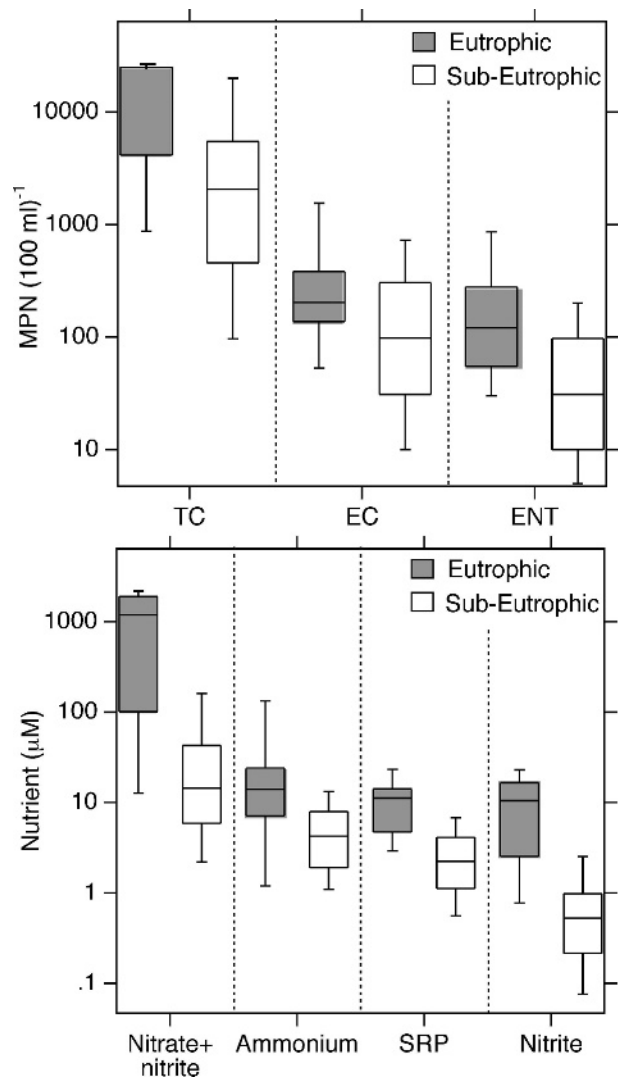 Eutrophic
Sub-Eutrophic
10000
1000
100
10
MPN (100 ml)⁻¹
TC EC ENT
Eutrophic
Sub-Eutrophic
1000
100
10
1
.1
Nutrient (μM)
Nitrate+ Ammonium SRP Nitrite
nitrite